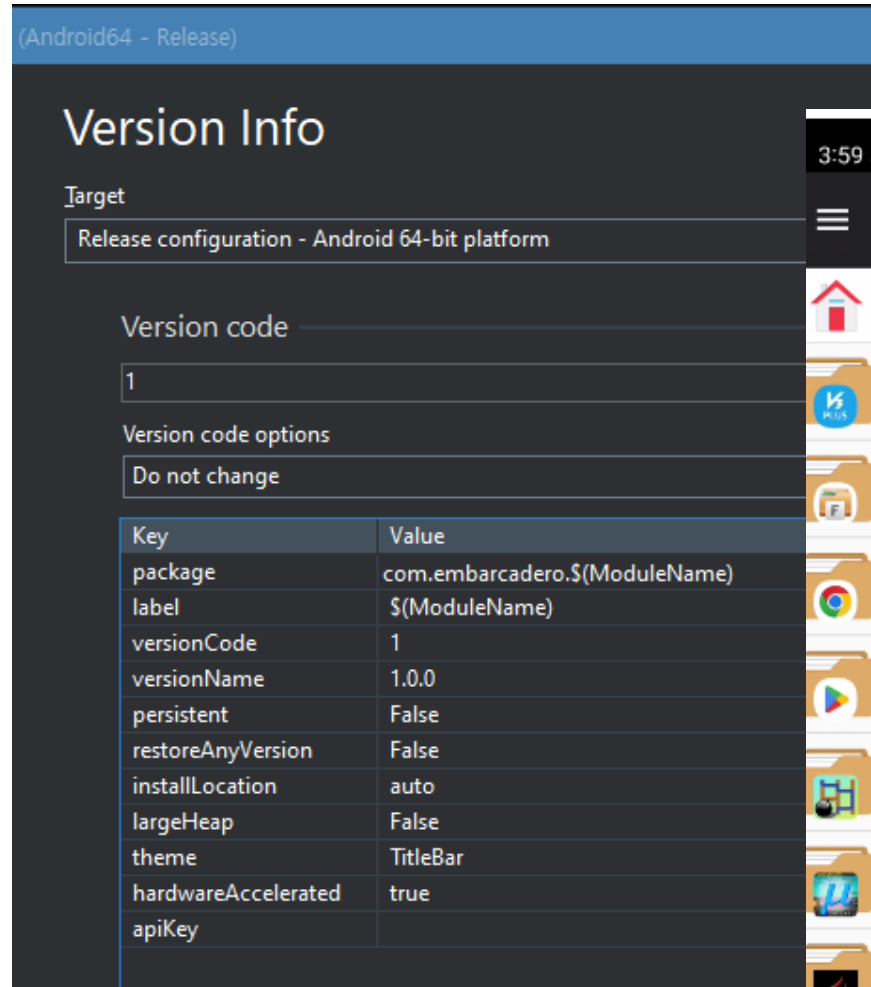 (Android64 - Release)
Version Info
3:59
Target
Release configuration - Android 64-bit platform
Version code
1
PLUS
Version code options
Do not change
F
Key Value
package com.embarcadero.$(ModuleName)
label $(ModuleName)
versionCode 1
versionName 1.0.0
persistent False
restoreAnyVersion False
installLocation auto
largeHeap False
theme TitleBar
hardwareAccelerated true
μ
apiKey